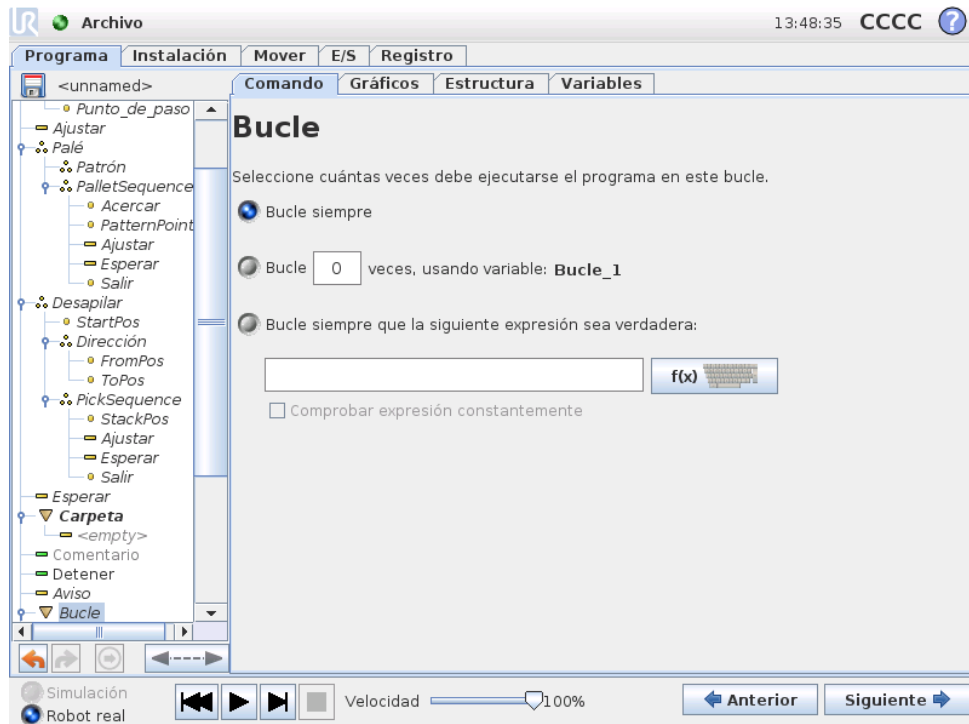 UR Archivo 13:48:35 CCCC ?
Programa Instalación Mover E/S Registro
<unnamed>
Comando Gráficos Estructura Variables
Punto_de_paso
Ajustar
Palé
Patrón
PalletSequence
Acercar
PatternPoint
Ajustar
Esperar
Salir
Desapilar
StartPos
Dirección
FromPos
ToPos
PickSequence
StackPos
Ajustar
Esperar
Salir
Esperar
Carpeta
<empty>
Comentario
Detener
Aviso
Bucle
Bucle
Seleccione cuántas veces debe ejecutarse el programa en este bucle.
Bucle siempre
Bucle 0 veces, usando variable: Bucle_1
Bucle siempre que la siguiente expresión sea verdadera:
f(x)
Comprobar expresión constantemente
Simulación
Robot real
Velocidad 100%
Anterior Siguiente